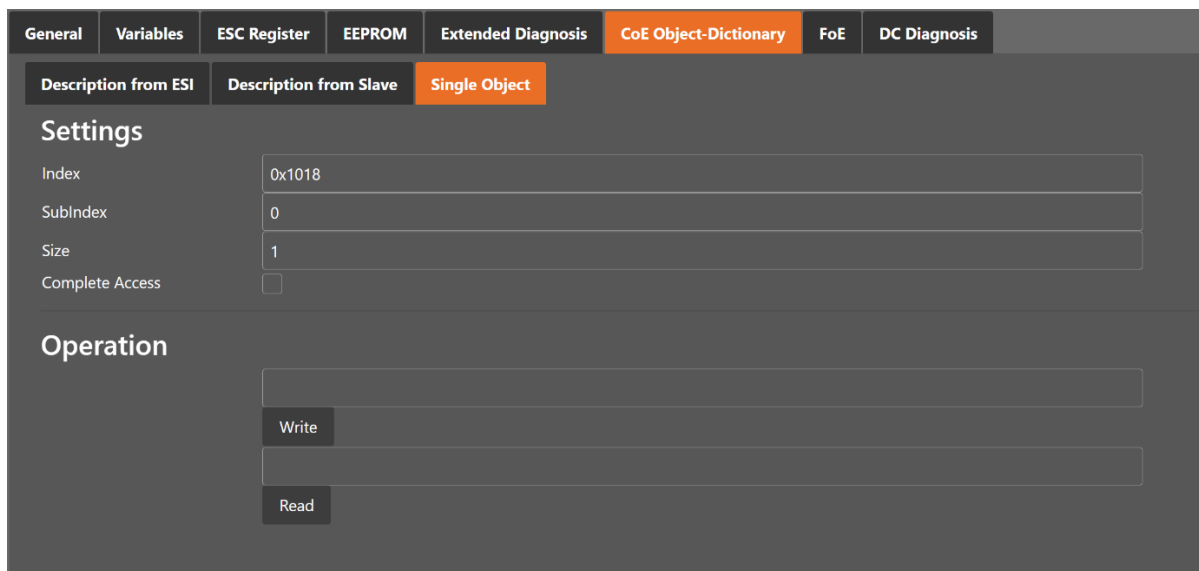 General Variables ESC Register EEPROM Extended Diagnosis CoE Object-Dictionary FoE DC Diagnosis
Description from ESI Description from Slave Single Object
Settings
Index 0x1018
SubIndex 0
Size 1
Complete Access
Operation
Write
Read